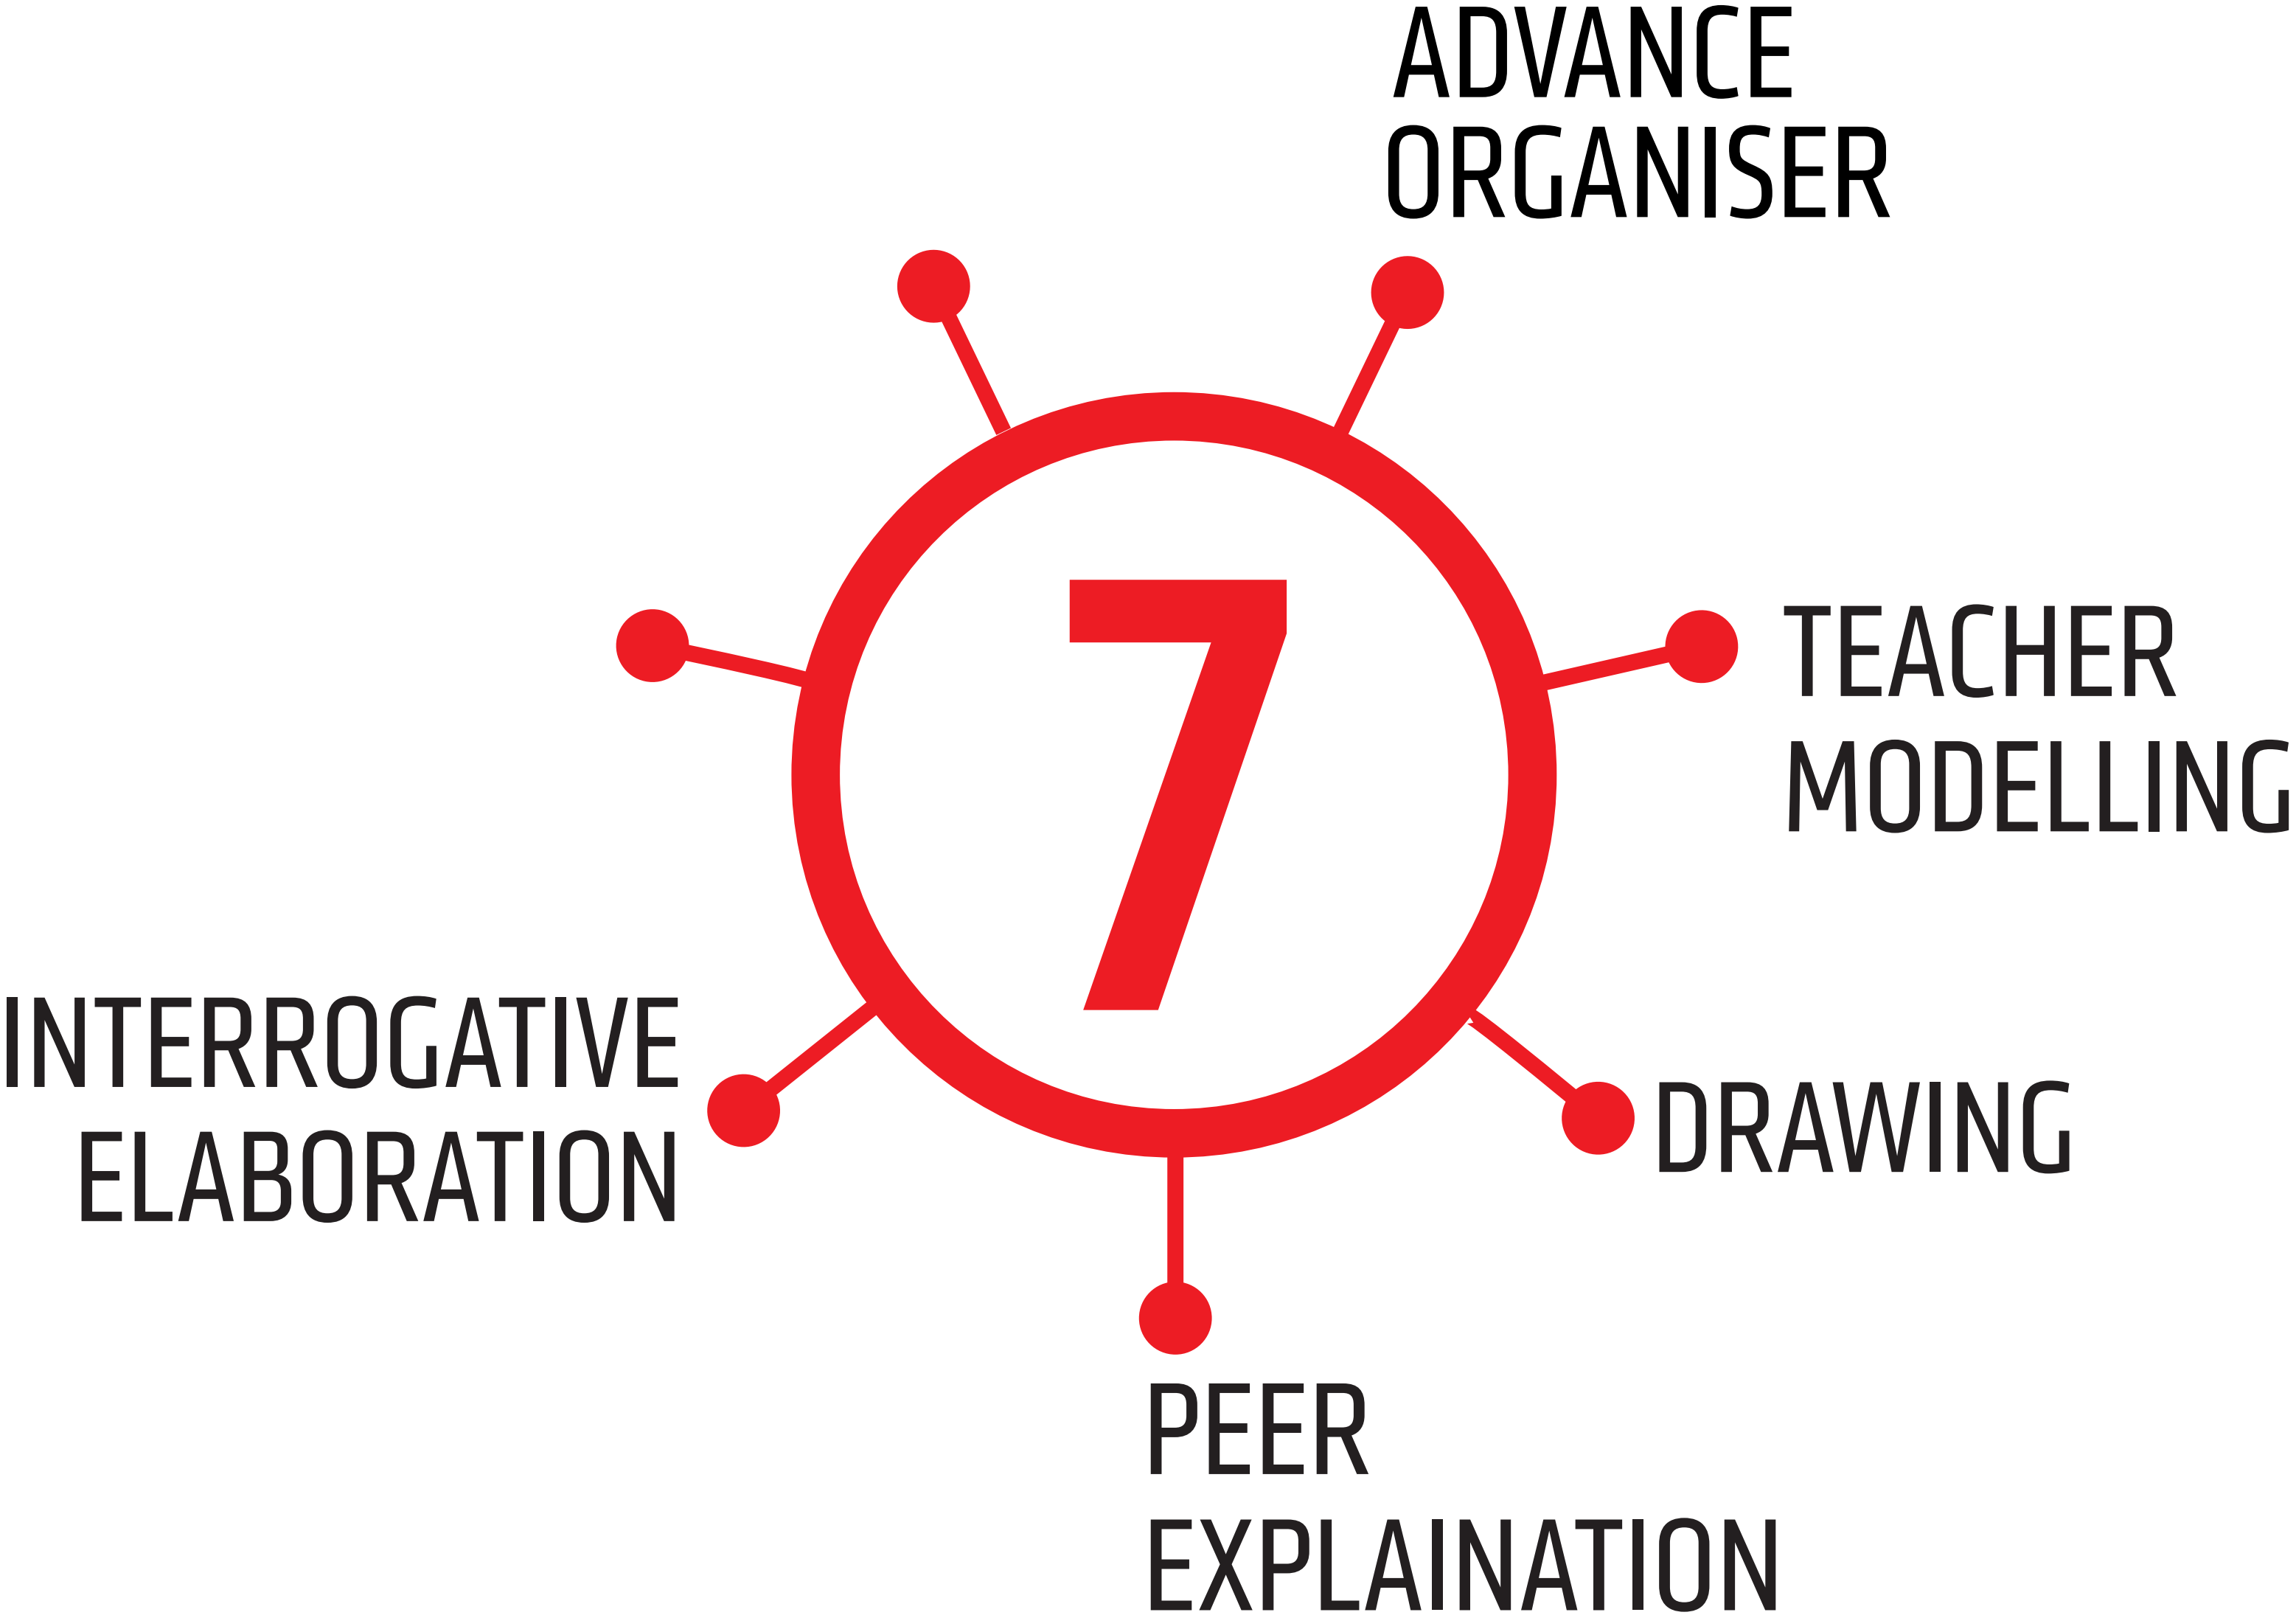 ADVANCE
ORGANISER
7
TEACHER
MODELLING
INTERROGATIVE
ELABORATION
DRAWING
PEER
EXPLAINATION